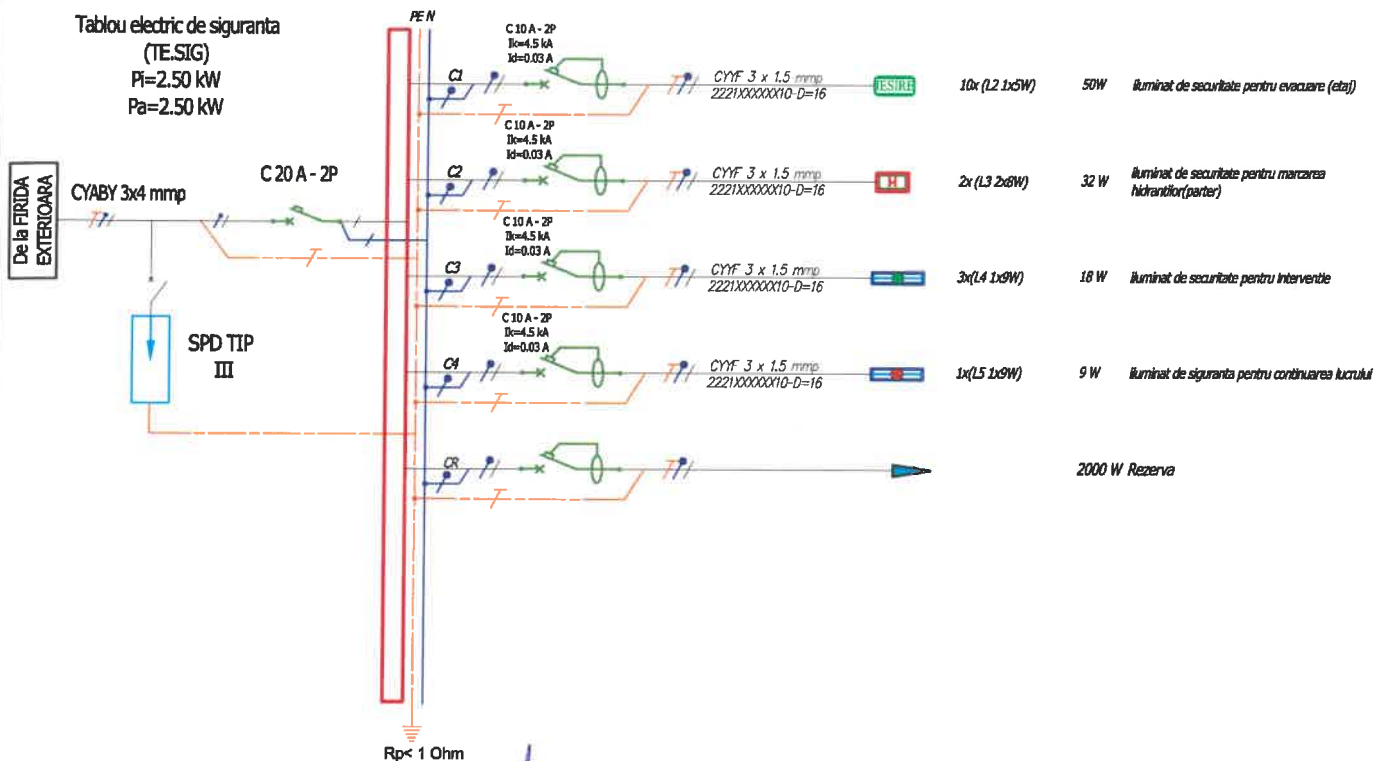 Tablou electric de siguranta
(TE.SIG)
Pi=2.50 kW
Pa=2.50 kW
De la FIRIDA
EXTERIOARA
CYABY 3x4 mmp
C 20 A - 2P
SPD TIP
III
PE N
C1
C 10 A - 2P
Ik=4.5 kA
Id=0.03 A
CYYF 3 x 1.5 mmp
2221XXXXXX10-D=16
IESIRE
10x (L2 1x5W)
50W
iluminat de securitate pentru evacuare (etaj)
C2
C 10 A - 2P
Ik=4.5 kA
Id=0.03 A
CYYF 3 x 1.5 mmp
2221XXXXXX10-D=16
H
2x (L3 2x8W)
32 W
iluminat de securitate pentru marcarea
hidrantilor(parter)
C3
C 10 A - 2P
Ik=4.5 kA
Id=0.03 A
CYYF 3 x 1.5 mmp
2221XXXXXX10-D=16
3x(L4 1x9W)
18 W
iluminat de securitate pentru interventie
C4
C 10 A - 2P
Ik=4.5 kA
Id=0.03 A
CYYF 3 x 1.5 mmp
2221XXXXXX10-D=16
1x(L5 1x9W)
9 W
iluminat de siguranta pentru continuarea lucrului
CR
2000 W Rezerva
Rp< 1 Ohm